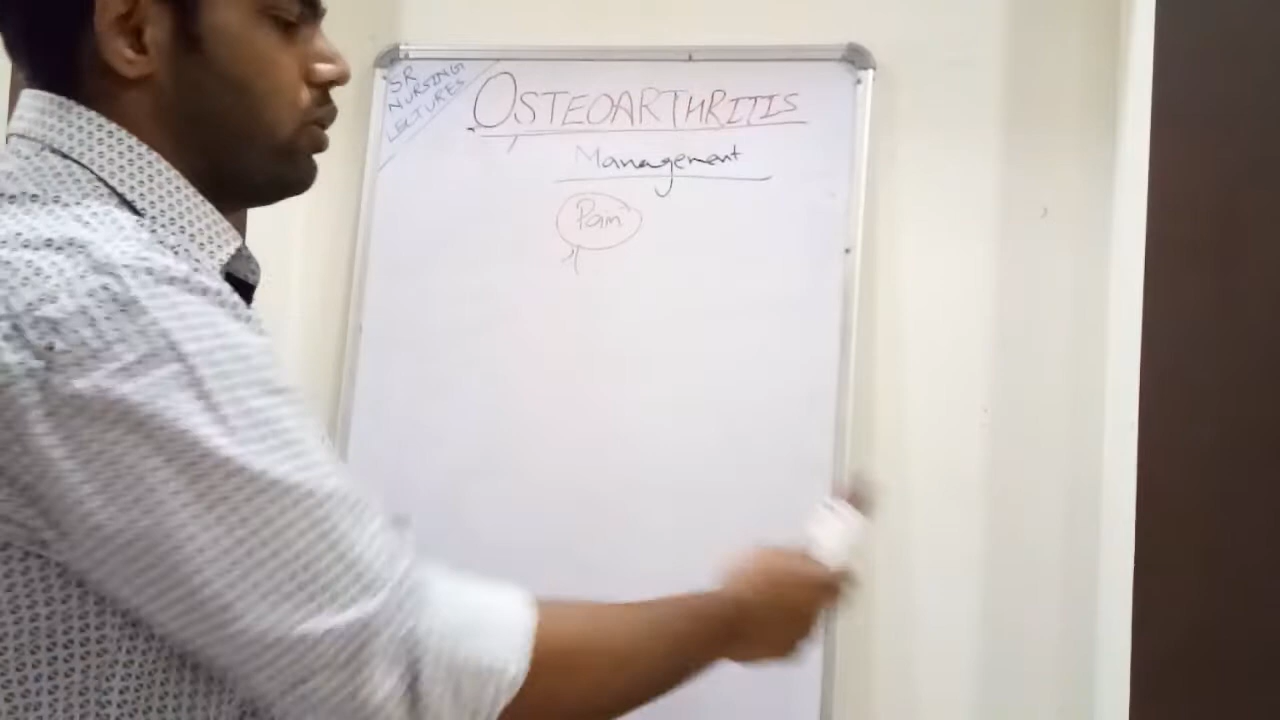 SR
NURSING
LECTURES
OSTEOARTHRITIS
Management
Pain